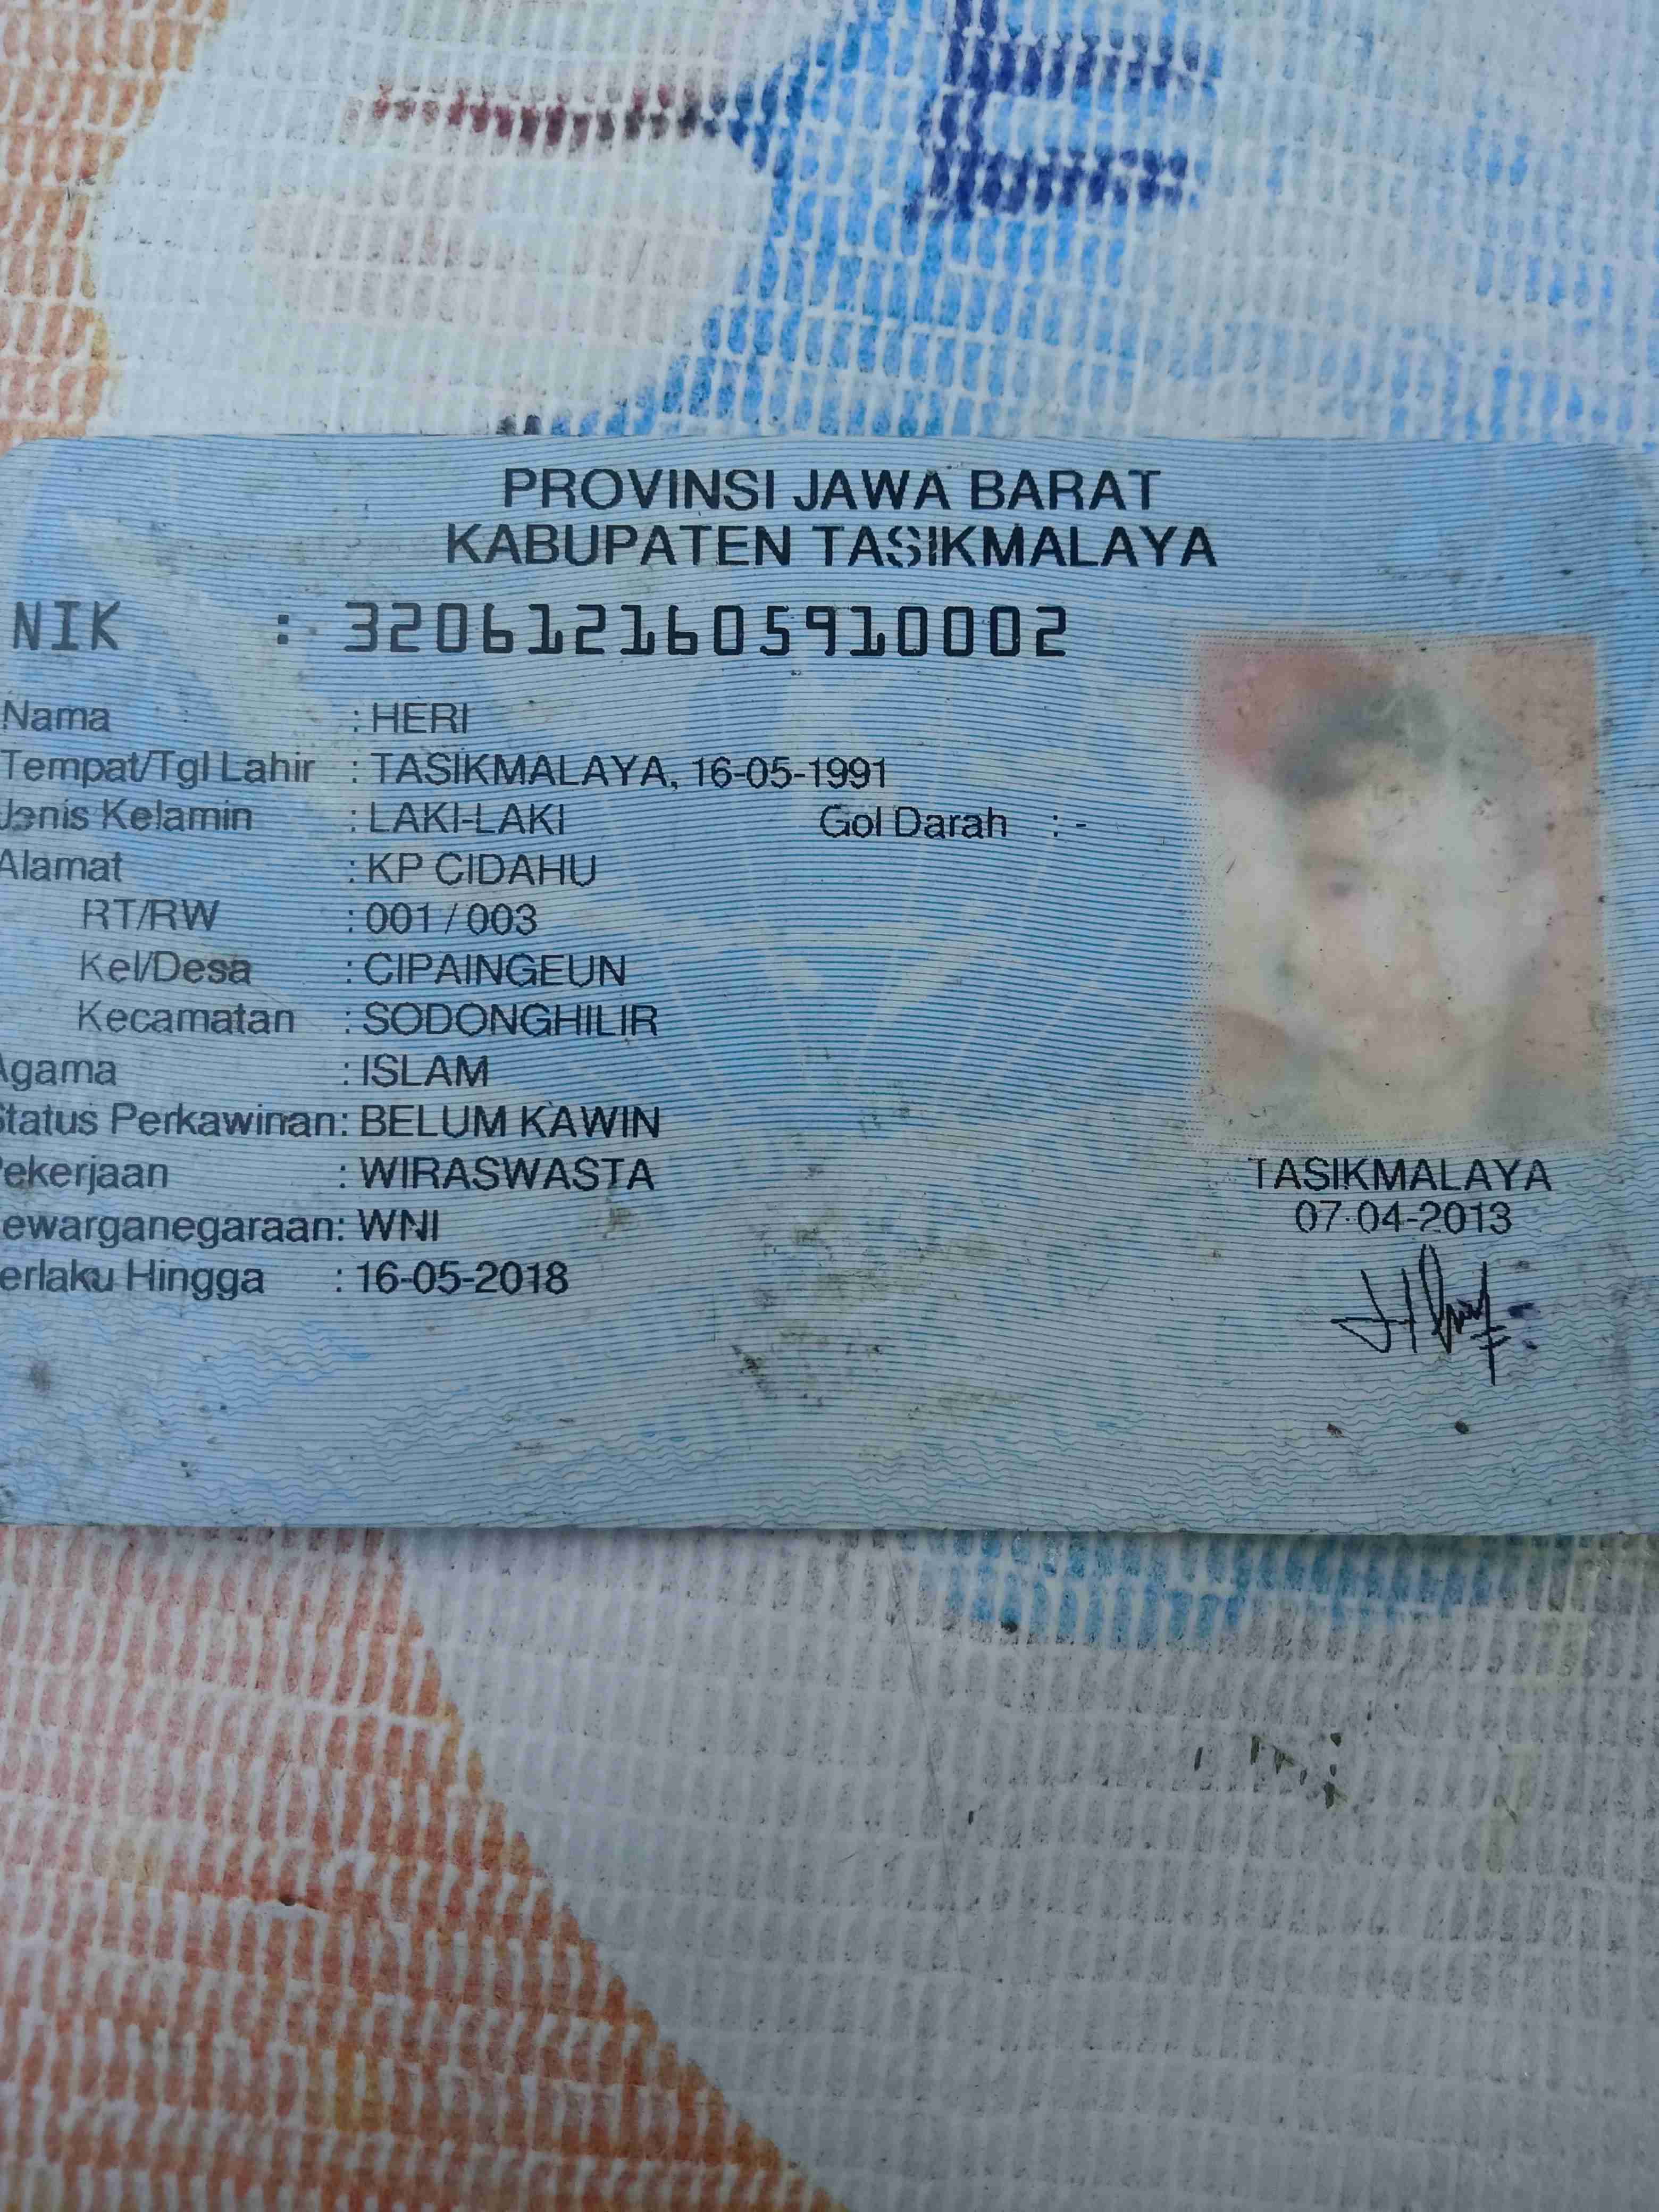 PROVINSI JAWA BARAT
KABUPATEN TASIKMALAYA
NIK : 3206121605910002
Nama : HERI
Tempat/Tgl Lahir : TASIKMALAYA, 16-05-1991
Jenis Kelamin : LAKI-LAKI Gol Darah : -
Alamat : KP CIDAHU
RT/RW : 001 / 003
Kel/Desa : CIPAINGEUN
Kecamatan : SODONGHILIR
Agama : ISLAM
Status Perkawinan: BELUM KAWIN
ekerjaan : WIRASWASTA
ewarganegaraan: WNI
erlaku Hingga : 16-05-2018
TASIKMALAYA
07-04-2013